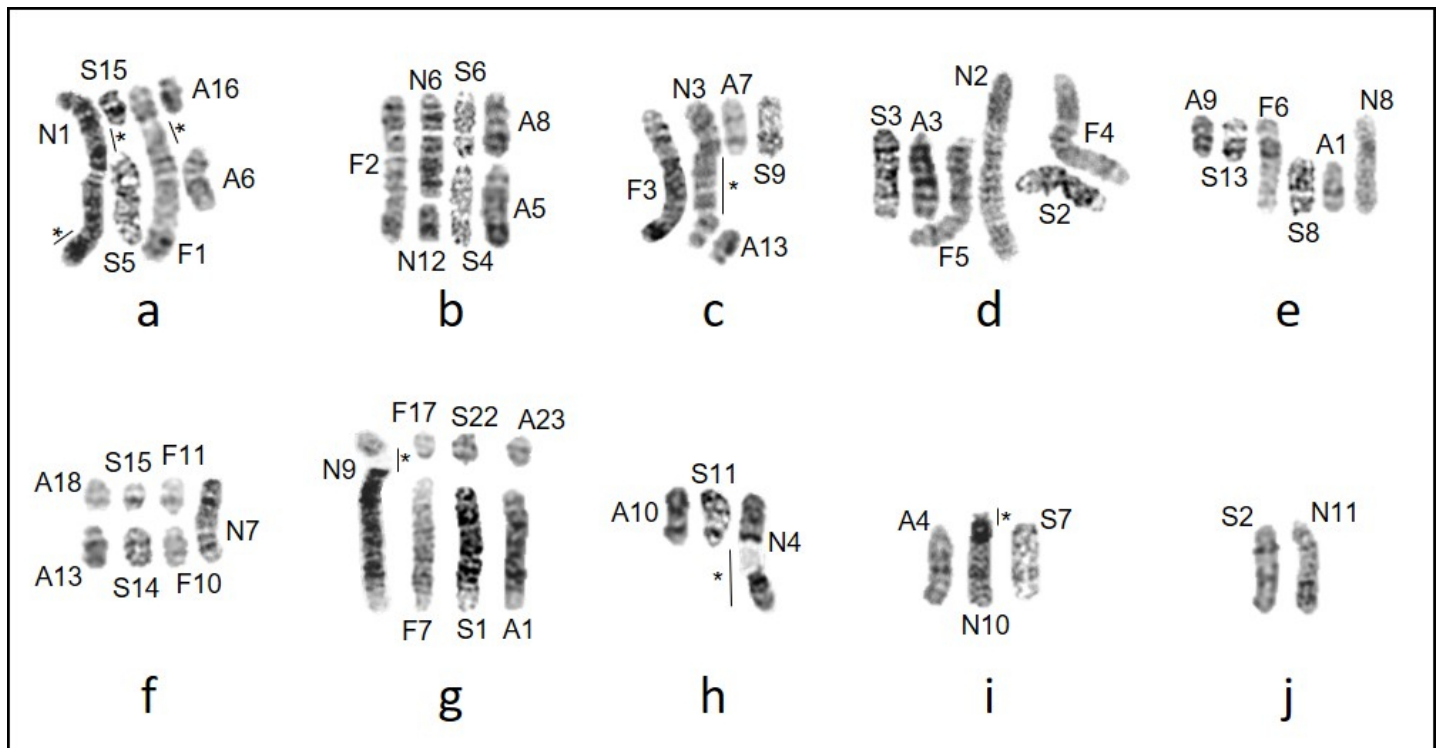 S15 A16
N1 * *
A6
* S5 F1
a
N6 S6
A8
F2
A5
N12 S4
b
N3 A7
F3 * S9
A13
c
N2
S3 A3 F4
S2
F5
d
A9 F6 N8
S13 A1
S8
e
A18 S15 F11
N7
A13 S14 F10
f
F17 S22 A23
N9 *
F7 S1 A1
g
S11
A10 N4
*
h
A4 * S7
N10
i
S2 N11
j